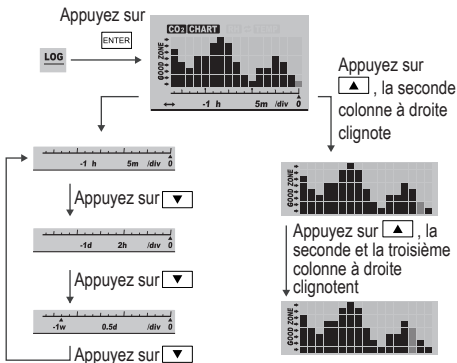 Appuyez sur
ENTER
LOG
CO2 CHART
GOOD ZONE
-1 h 5m /div 0
Appuyez sur
▲ , la seconde
colonne à droite
clignote
-1 h 5m /div 0
Appuyez sur ▼
-1d 2h /div 0
Appuyez sur ▼
-1w 0.5d /div 0
Appuyez sur ▼
GOOD ZONE
Appuyez sur ▲ , la
seconde et la troisième
colonne à droite
clignotent
GOOD ZONE